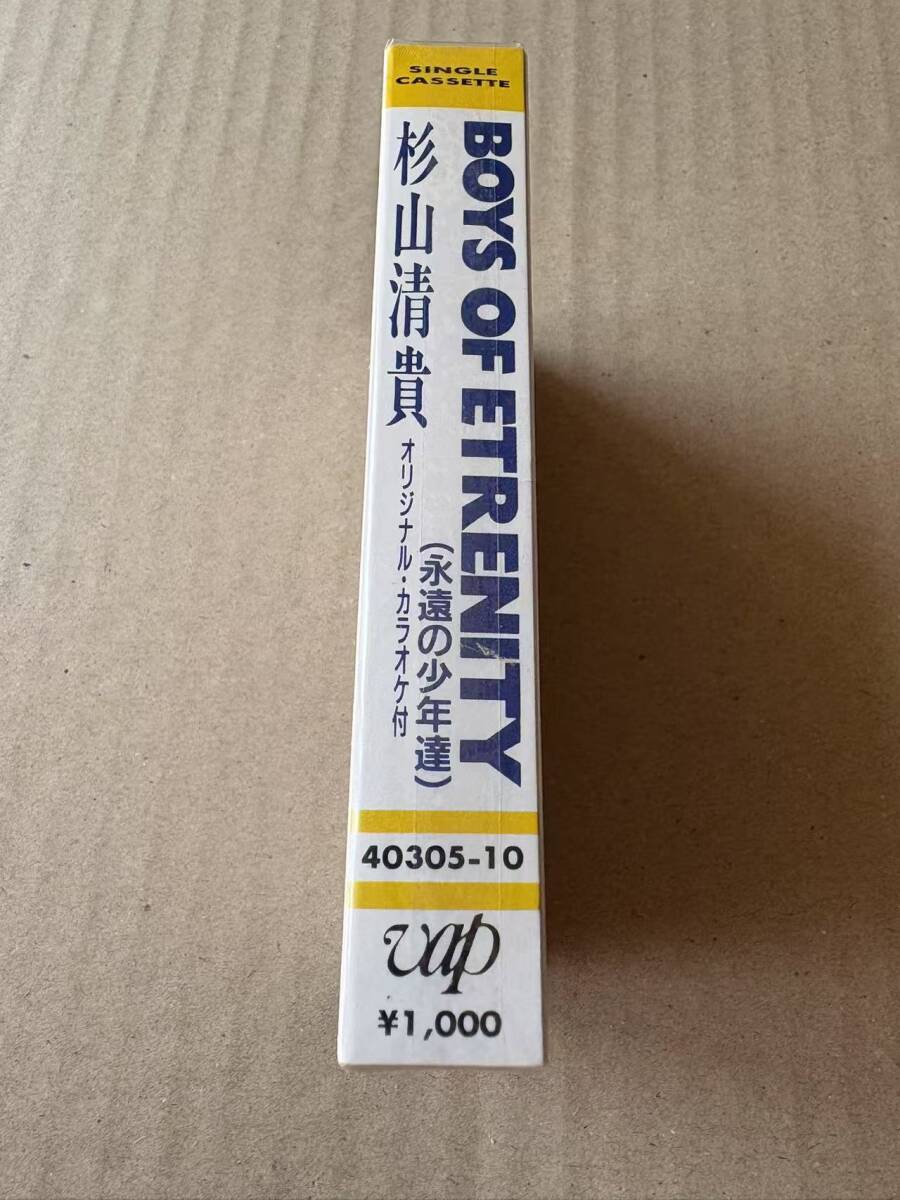 SINGLE
CASSETTE
BOYS OF ETRENITY
(永遠の少年達)
杉山清貴
オリジナル・カラオケ付
40305-10
vap
¥1,000